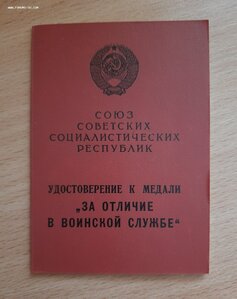 СОЮЗ
СОВЕТСКИХ
СОЦИАЛИСТИЧЕСКИХ
РЕСПУБЛИК
УДОСТОВЕРЕНИЕ К МЕДАЛИ
„ЗА ОТЛИЧИЕ
В ВОИНСКОЙ СЛУЖБЕ“